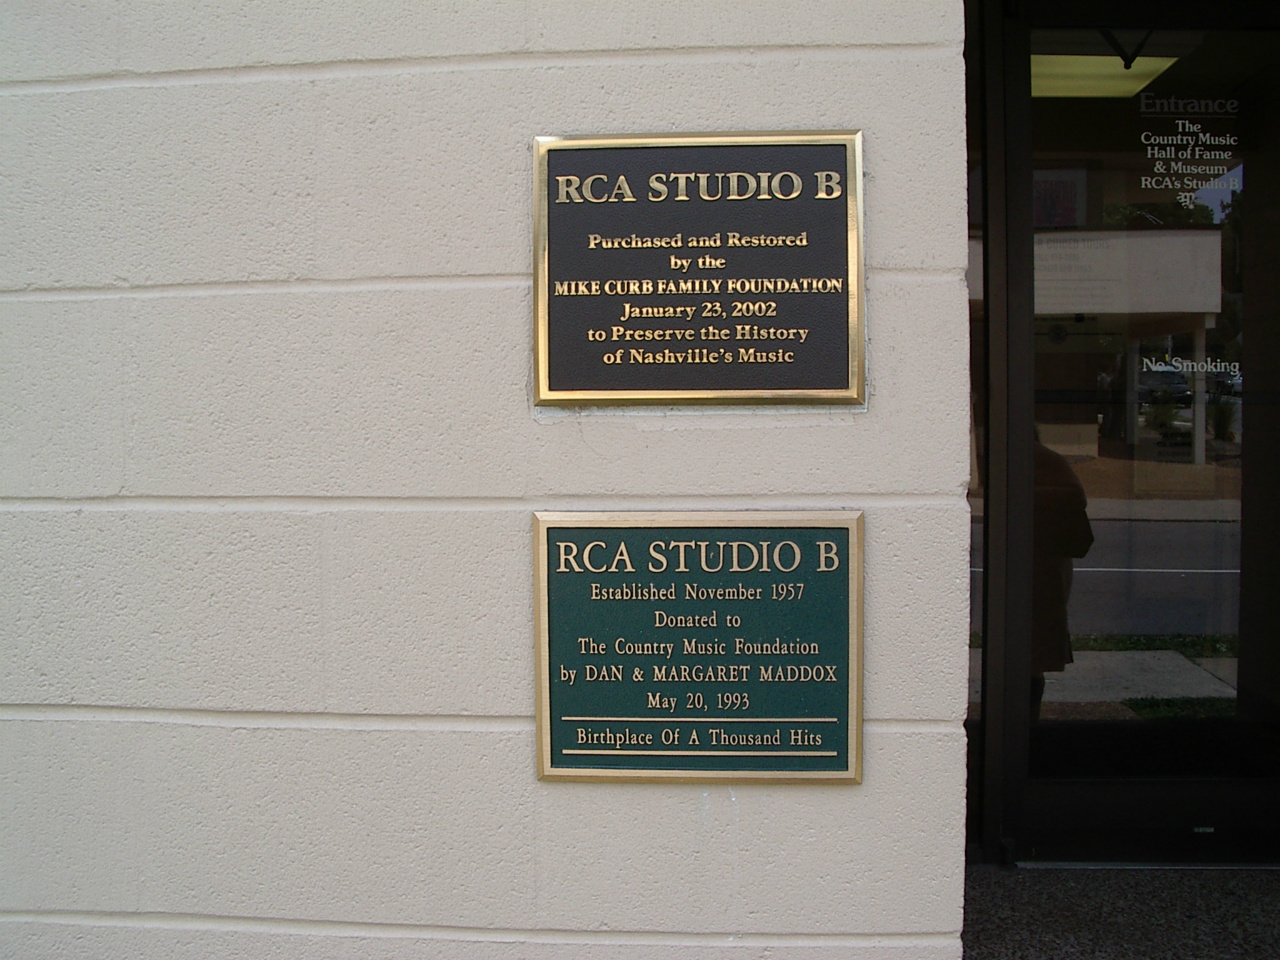 RCA STUDIO B
Purchased and Restored
by the
MIKE CURB FAMILY FOUNDATION
January 23, 2002
to Preserve the History
of Nashville's Music
RCA STUDIO B
Established November 1957
Donated to
The Country Music Foundation
by DAN & MARGARET MADDOX
May 20, 1993
Birthplace Of A Thousand Hits
Entrance
The
Country Music
Hall of Fame
& Museum
RCA's Studio B
No Smoking